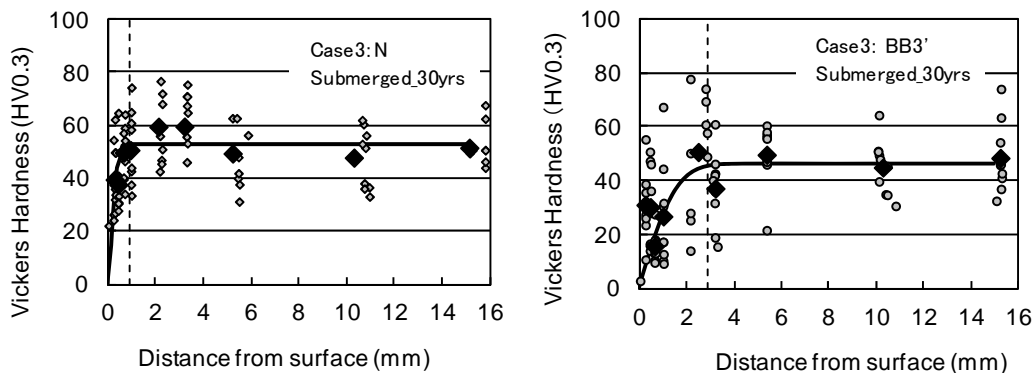 Vickers Hardness (HV0.3)
100
80
60
40
20
0
Case3: N
Submerged_30yrs
0 2 4 6 8 10 12 14 16
Distance from surface (mm)
Vickers Hardness (HV0.3)
100
80
60
40
20
0
Case3: BB3’
Submerged_30yrs
0 2 4 6 8 10 12 14 16
Distance from surface (mm)